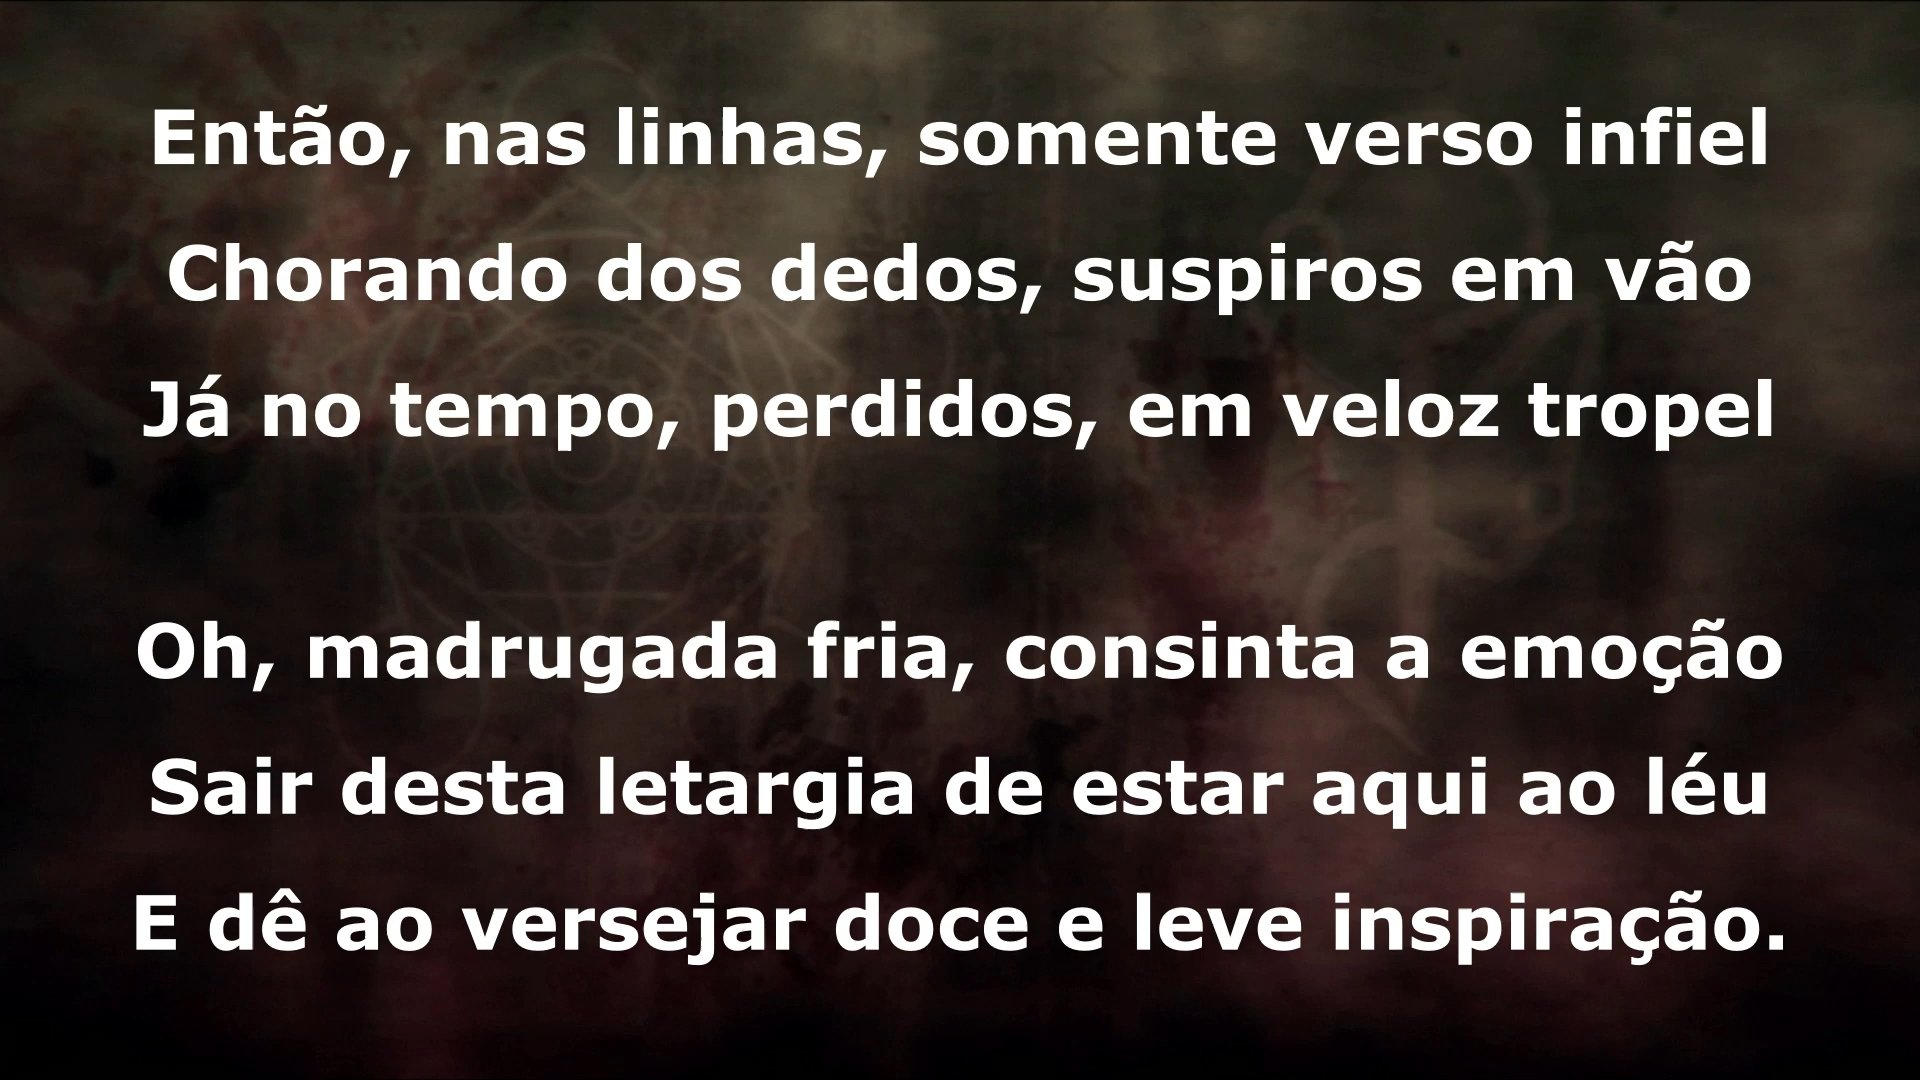 Então, nas linhas, somente verso infiel
Chorando dos dedos, suspiros em vão
Já no tempo, perdidos, em veloz tropel
Oh, madrugada fria, consinta a emoção
Sair desta letargia de estar aqui ao léu
E dê ao versejar doce e leve inspiração.